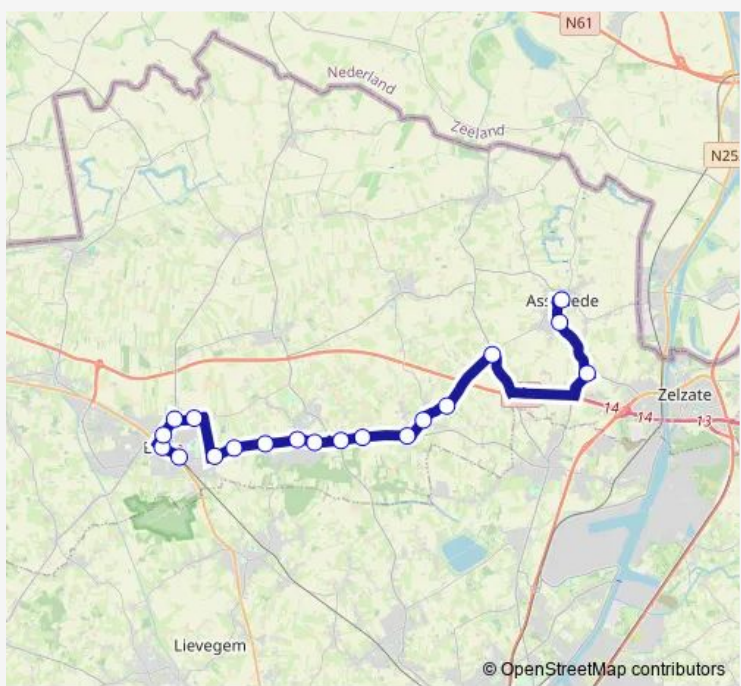 N61
Nederland
Zeeland
N25
Zelzate
14
14
13
Lievegem
© OpenStreetMap contributors